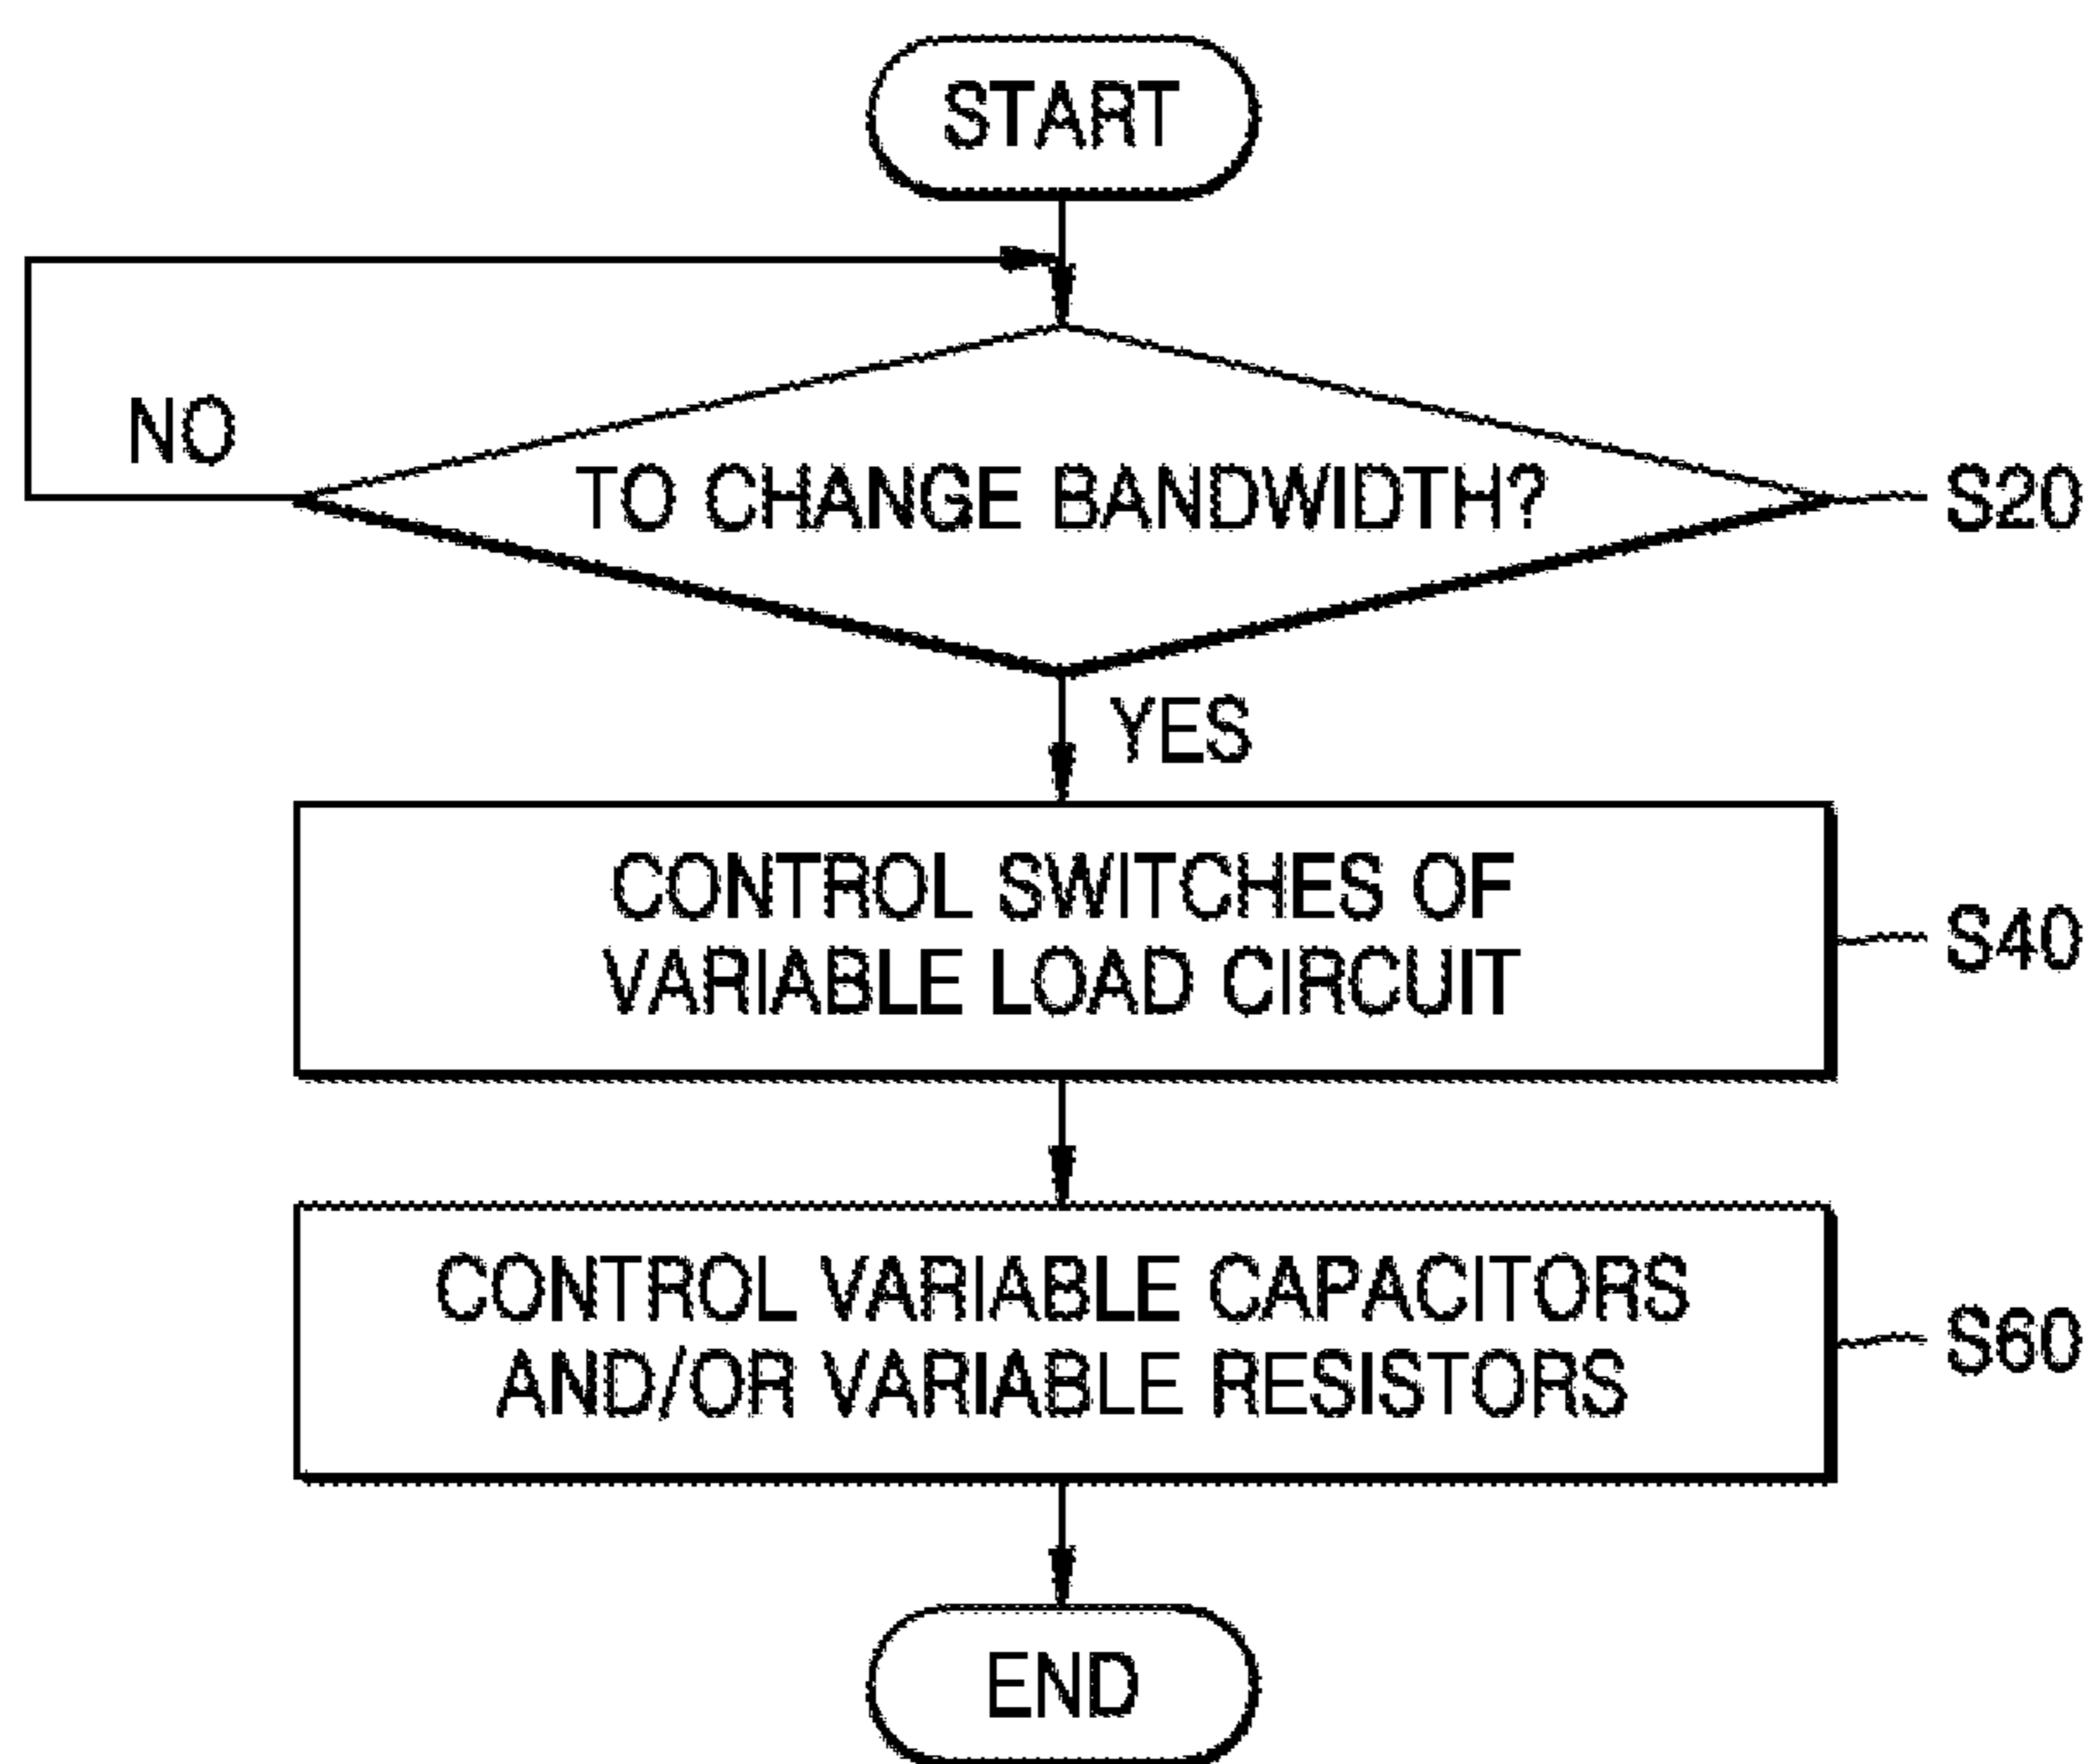 START
NO
TO CHANGE BANDWIDTH?
S20
YES
CONTROL SWITCHES OF
VARIABLE LOAD CIRCUIT
S40
CONTROL VARIABLE CAPACITORS
AND/OR VARIABLE RESISTORS
S60
END